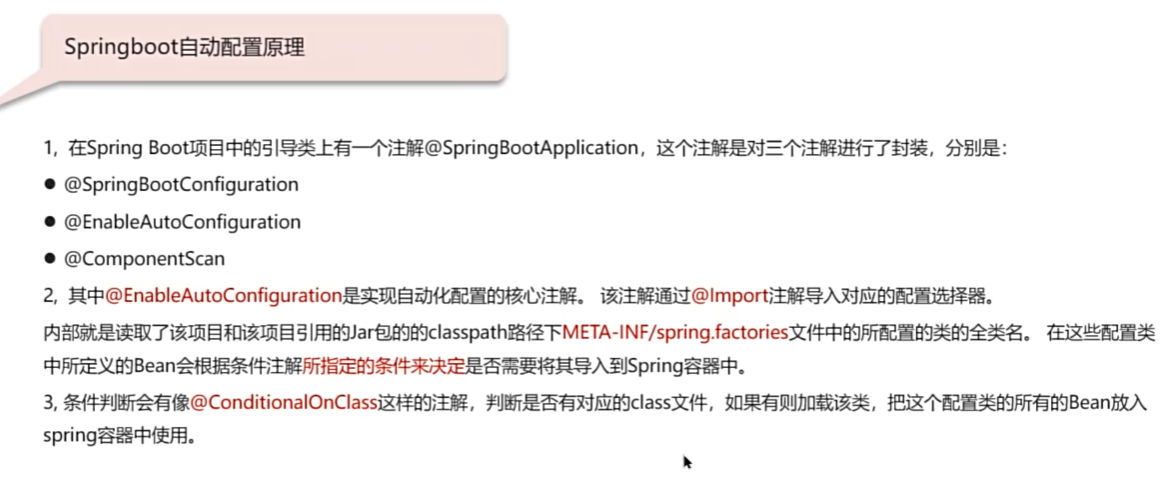 Springboot自动配置原理
1，在Spring Boot项目中的引导类上有一个注解@SpringBootApplication，这个注解是对三个注解进行了封装，分别是：
● @SpringBootConfiguration
● @EnableAutoConfiguration
● @ComponentScan
2，其中@EnableAutoConfiguration是实现自动化配置的核心注解。 该注解通过@Import注解导入对应的配置选择器。
内部就是读取了该项目和该项目引用的Jar包的的classpath路径下META-INF/spring.factories文件中的所配置的类的全类名。 在这些配置类
中所定义的Bean会根据条件注解所指定的条件来决定是否需要将其导入到Spring容器中。
3, 条件判断会有像@ConditionalOnClass这样的注解，判断是否有对应的class文件，如果有则加载该类，把这个配置类的所有的Bean放入
spring容器中使用。